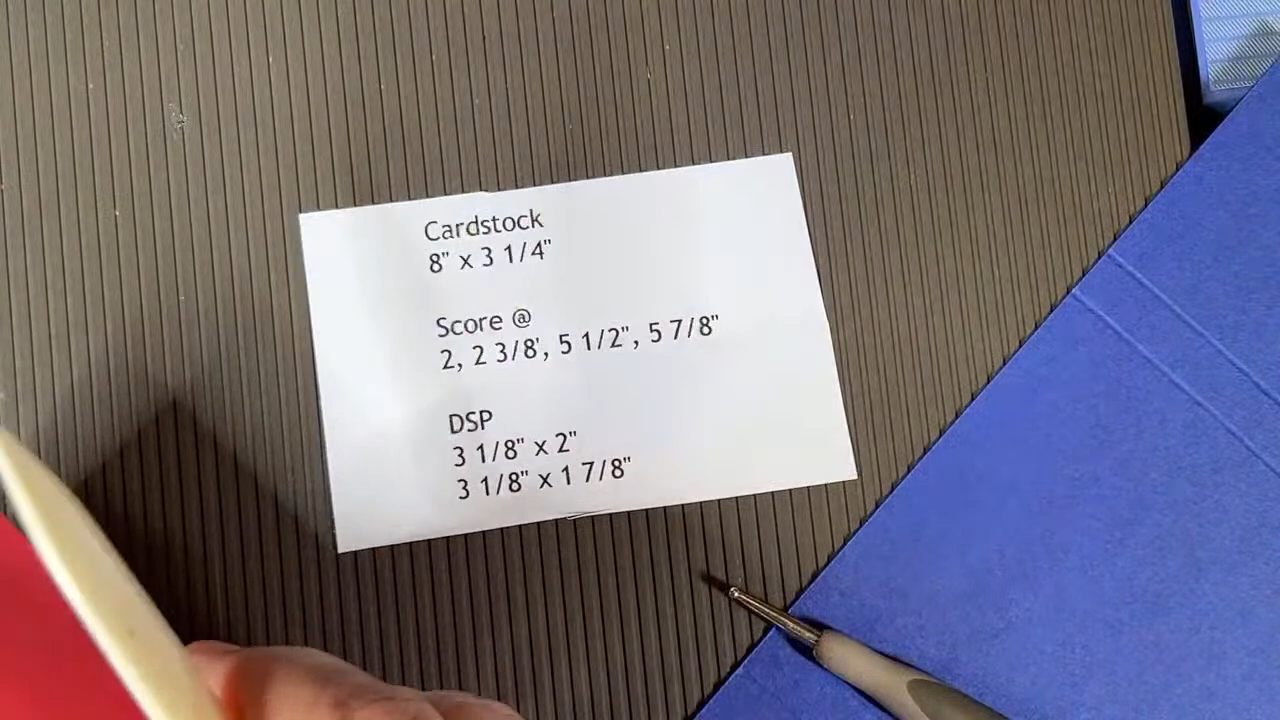 Cardstock
8" x 3 1/4"
Score @
2, 2 3/8', 5 1/2", 5 7/8"
DSP
3 1/8" x 2"
3 1/8" x 1 7/8"